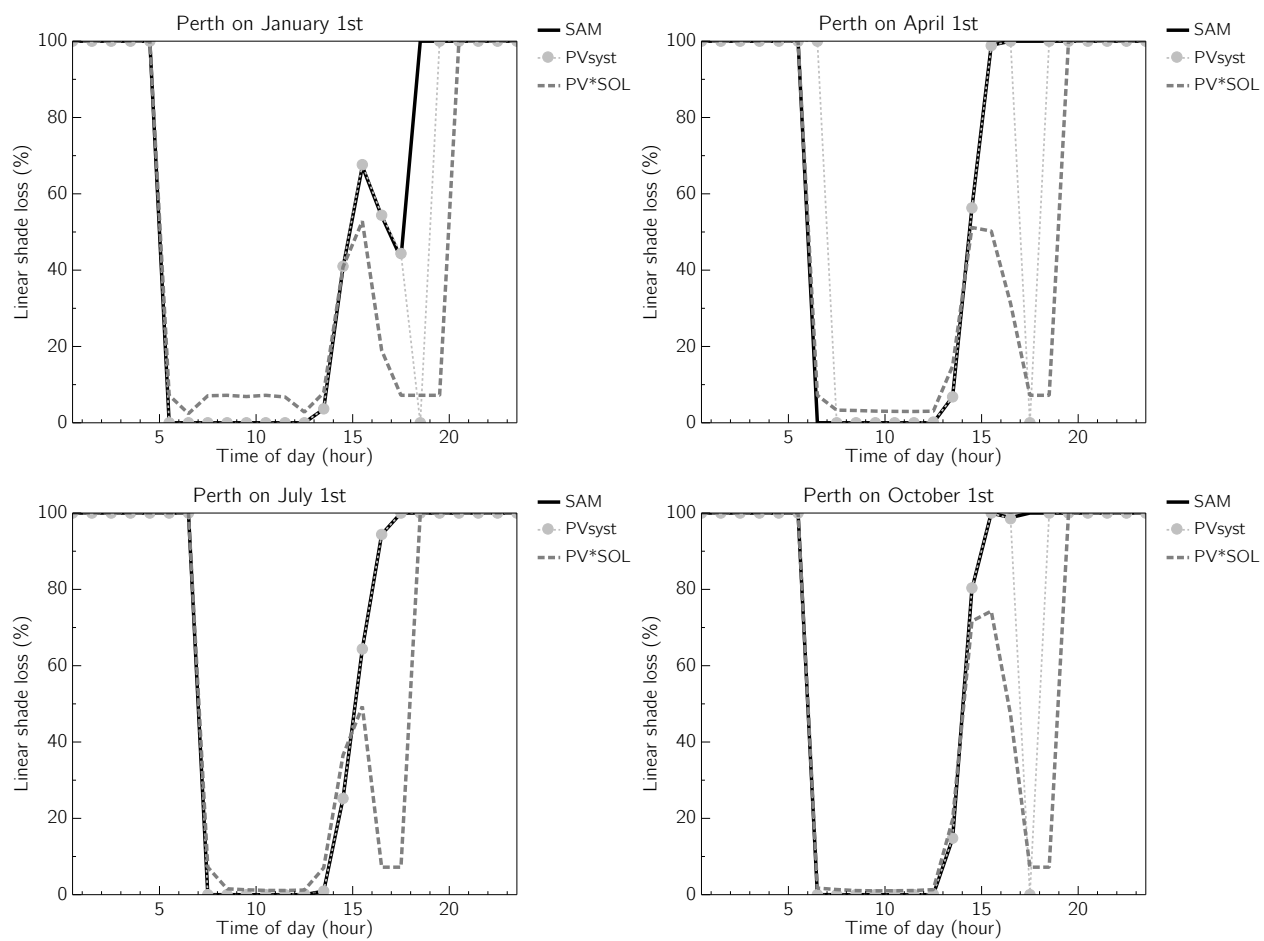 Perth on January 1st
SAM
PVsyst
PV*SOL
Linear shade loss (%)
100
80
60
40
20
0
5 10 15 20
Time of day (hour)
Perth on April 1st
SAM
PVsyst
PV*SOL
Linear shade loss (%)
100
80
60
40
20
0
5 10 15 20
Time of day (hour)
Perth on July 1st
SAM
PVsyst
PV*SOL
Linear shade loss (%)
100
80
60
40
20
0
5 10 15 20
Time of day (hour)
Perth on October 1st
SAM
PVsyst
PV*SOL
Linear shade loss (%)
100
80
60
40
20
0
5 10 15 20
Time of day (hour)